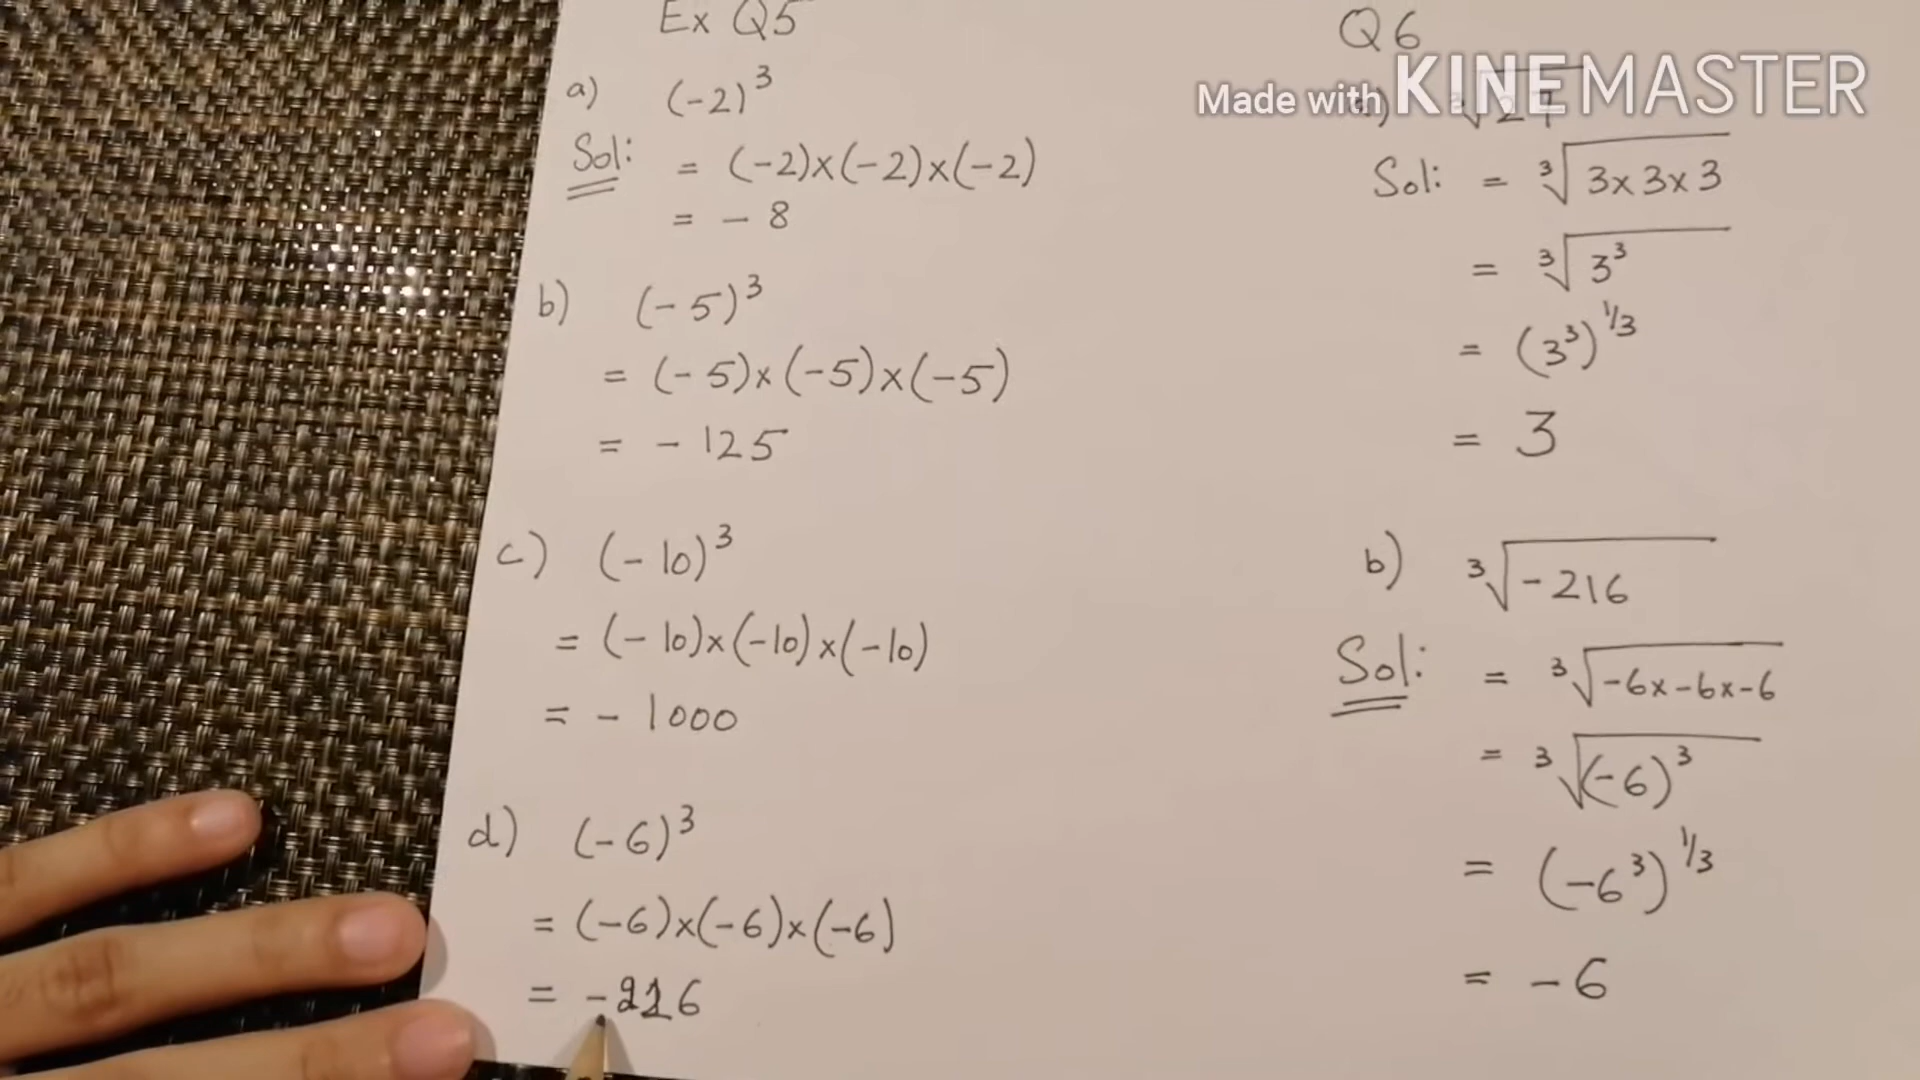 Ex Q5
a) (-2)³
Sol: = (-2)×(-2)×(-2)
= - 8
b) (-5)³
= (-5)×(-5)×(-5)
= - 125
c) (-10)³
= (-10)×(-10)×(-10)
= - 1000
d) (-6)³
= (-6)×(-6)×(-6)
= -216
Q6
Made with KINEMASTER
³√27
Sol: = ³√3×3×3
= ³√3³
= (3³)^1/3
= 3
b) ³√-216
Sol: = ³√-6×-6×-6
= ³√(-6)³
= (-6³)^1/3
= -6